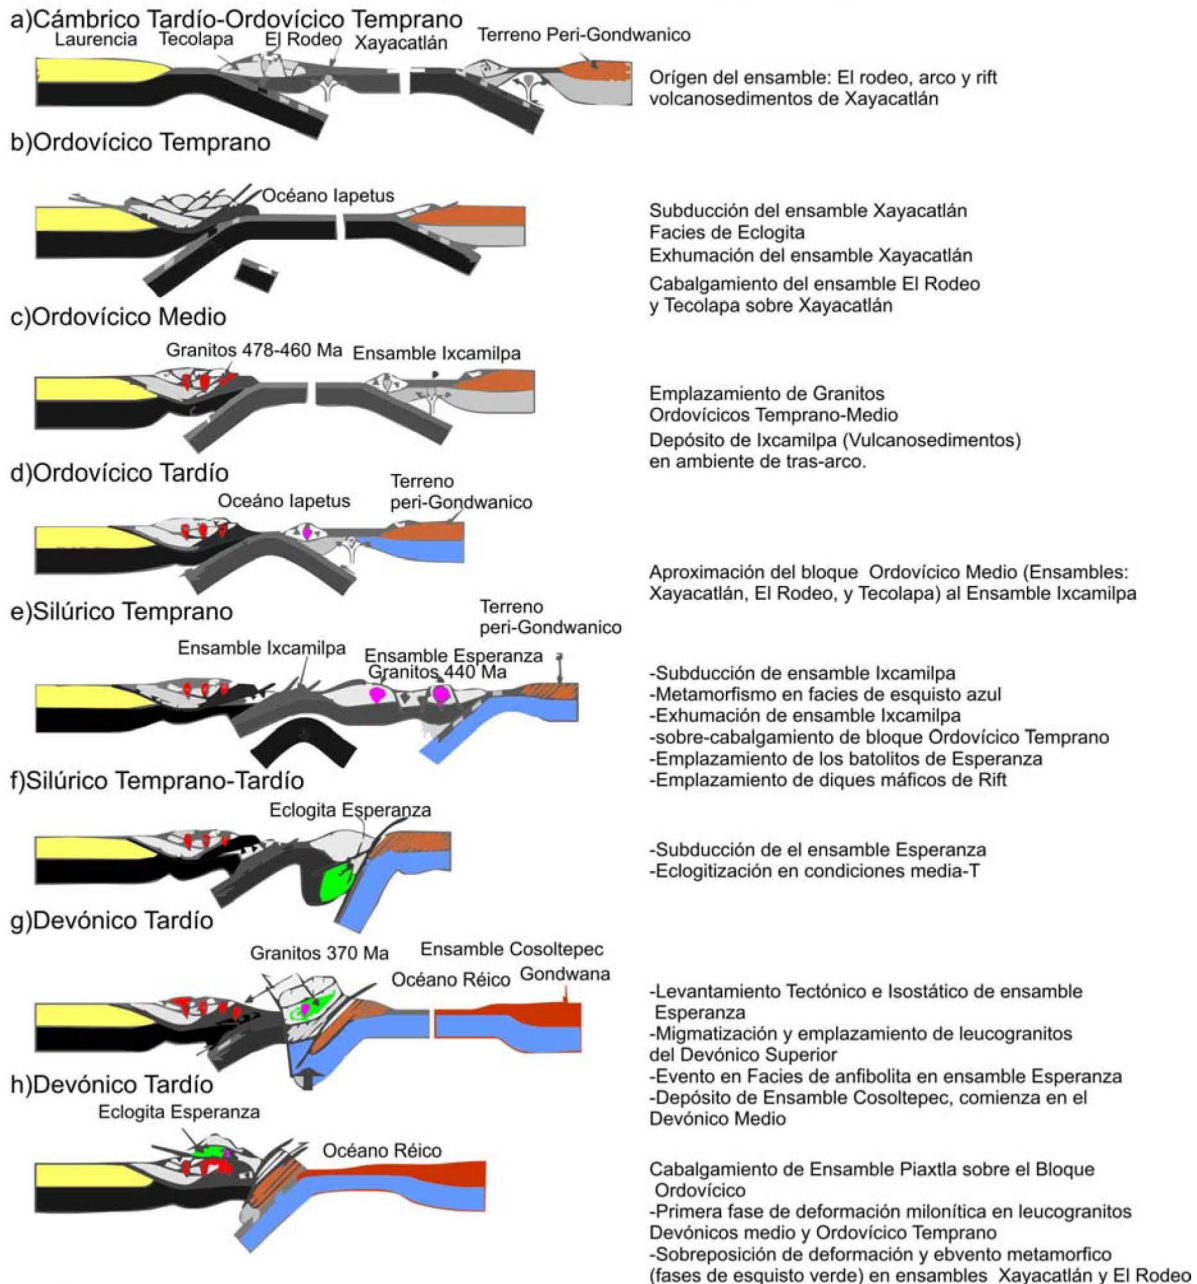 a)Cámbrico Tardío-Ordovícico Temprano
Laurencia Tecolapa El Rodeo Xayacatlán Terreno Peri-Gondwanico
Orígen del ensamble: El rodeo, arco y rift
volcanosedimentos de Xayacatlán
b)Ordovícico Temprano
Océano Iapetus
Subducción del ensamble Xayacatlán
Facies de Eclogita
Exhumación del ensamble Xayacatlán
Cabalgamiento del ensamble El Rodeo
y Tecolapa sobre Xayacatlán
c)Ordovícico Medio
Granitos 478-460 Ma Ensamble Ixcamilpa
Emplazamiento de Granitos
Ordovícicos Temprano-Medio
Depósito de Ixcamilpa (Vulcanosedimentos)
en ambiente de tras-arco.
d)Ordovícico Tardío
Oceáno Iapetus
Terreno
peri-Gondwanico
Aproximación del bloque Ordovícico Medio (Ensambles:
Xayacatlán, El Rodeo, y Tecolapa) al Ensamble Ixcamilpa
e)Silúrico Temprano
Terreno
peri-Gondwanico
Ensamble Ixcamilpa
Ensamble Esperanza
Granitos 440 Ma
-Subducción de ensamble Ixcamilpa
-Metamorfismo en facies de esquisto azul
-Exhumación de ensamble Ixcamilpa
-sobre-cabalgamiento de bloque Ordovícico Temprano
-Emplazamiento de los batolitos de Esperanza
-Emplazamiento de diques máficos de Rift
f)Silúrico Temprano-Tardío
Eclogita Esperanza
-Subducción de el ensamble Esperanza
-Eclogitización en condiciones media-T
g)Devónico Tardío
Granitos 370 Ma Ensamble Cosoltepec
Océano Réico Gondwana
-Levantamiento Tectónico e Isostático de ensamble
Esperanza
-Migmatización y emplazamiento de leucogranitos
del Devónico Superior
-Evento en Facies de anfibolita en ensamble Esperanza
-Depósito de Ensamble Cosoltepec, comienza en el
Devónico Medio
h)Devónico Tardío
Eclogita Esperanza
Océano Réico
Cabalgamiento de Ensamble Piaxtla sobre el Bloque
Ordovícico
-Primera fase de deformación milonítica en leucogranitos
Devónicos medio y Ordovícico Temprano
-Sobreposición de deformación y ebvento metamorfico
(fases de esquisto verde) en ensambles Xayacatlán y El Rodeo